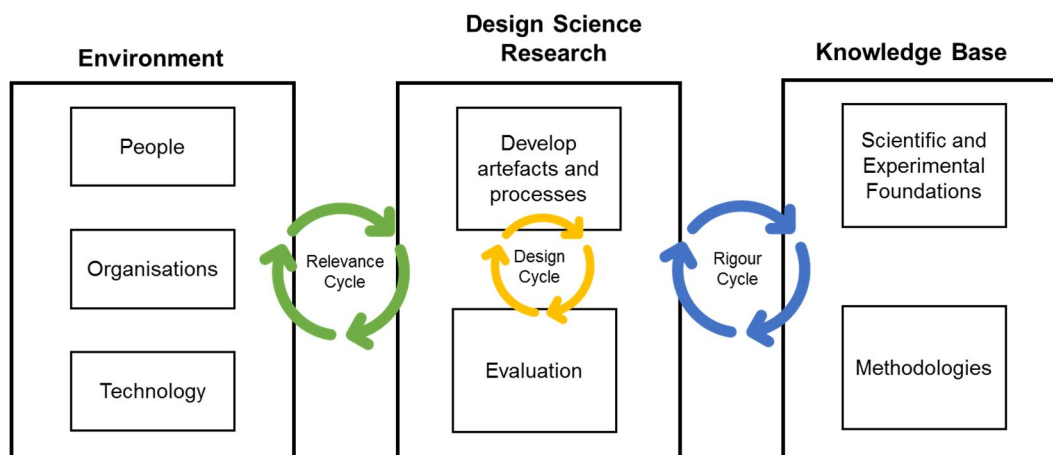 Environment
Design Science
Research
Knowledge Base
People
Organisations
Technology
Relevance
Cycle
Develop
artefacts and
processes
Design
Cycle
Evaluation
Rigour
Cycle
Scientific and
Experimental
Foundations
Methodologies